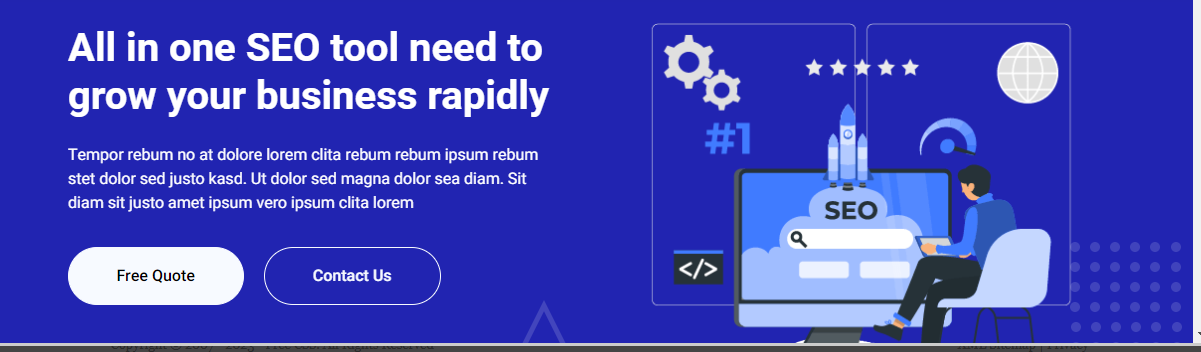 All in one SEO tool need to
grow your business rapidly
Tempor rebum no at dolore lorem clita rebum rebum ipsum rebum
stet dolor sed justo kasd. Ut dolor sed magna dolor sea diam. Sit
diam sit justo amet ipsum vero ipsum clita lorem
Free Quote
Contact Us
#1
SEO
</>